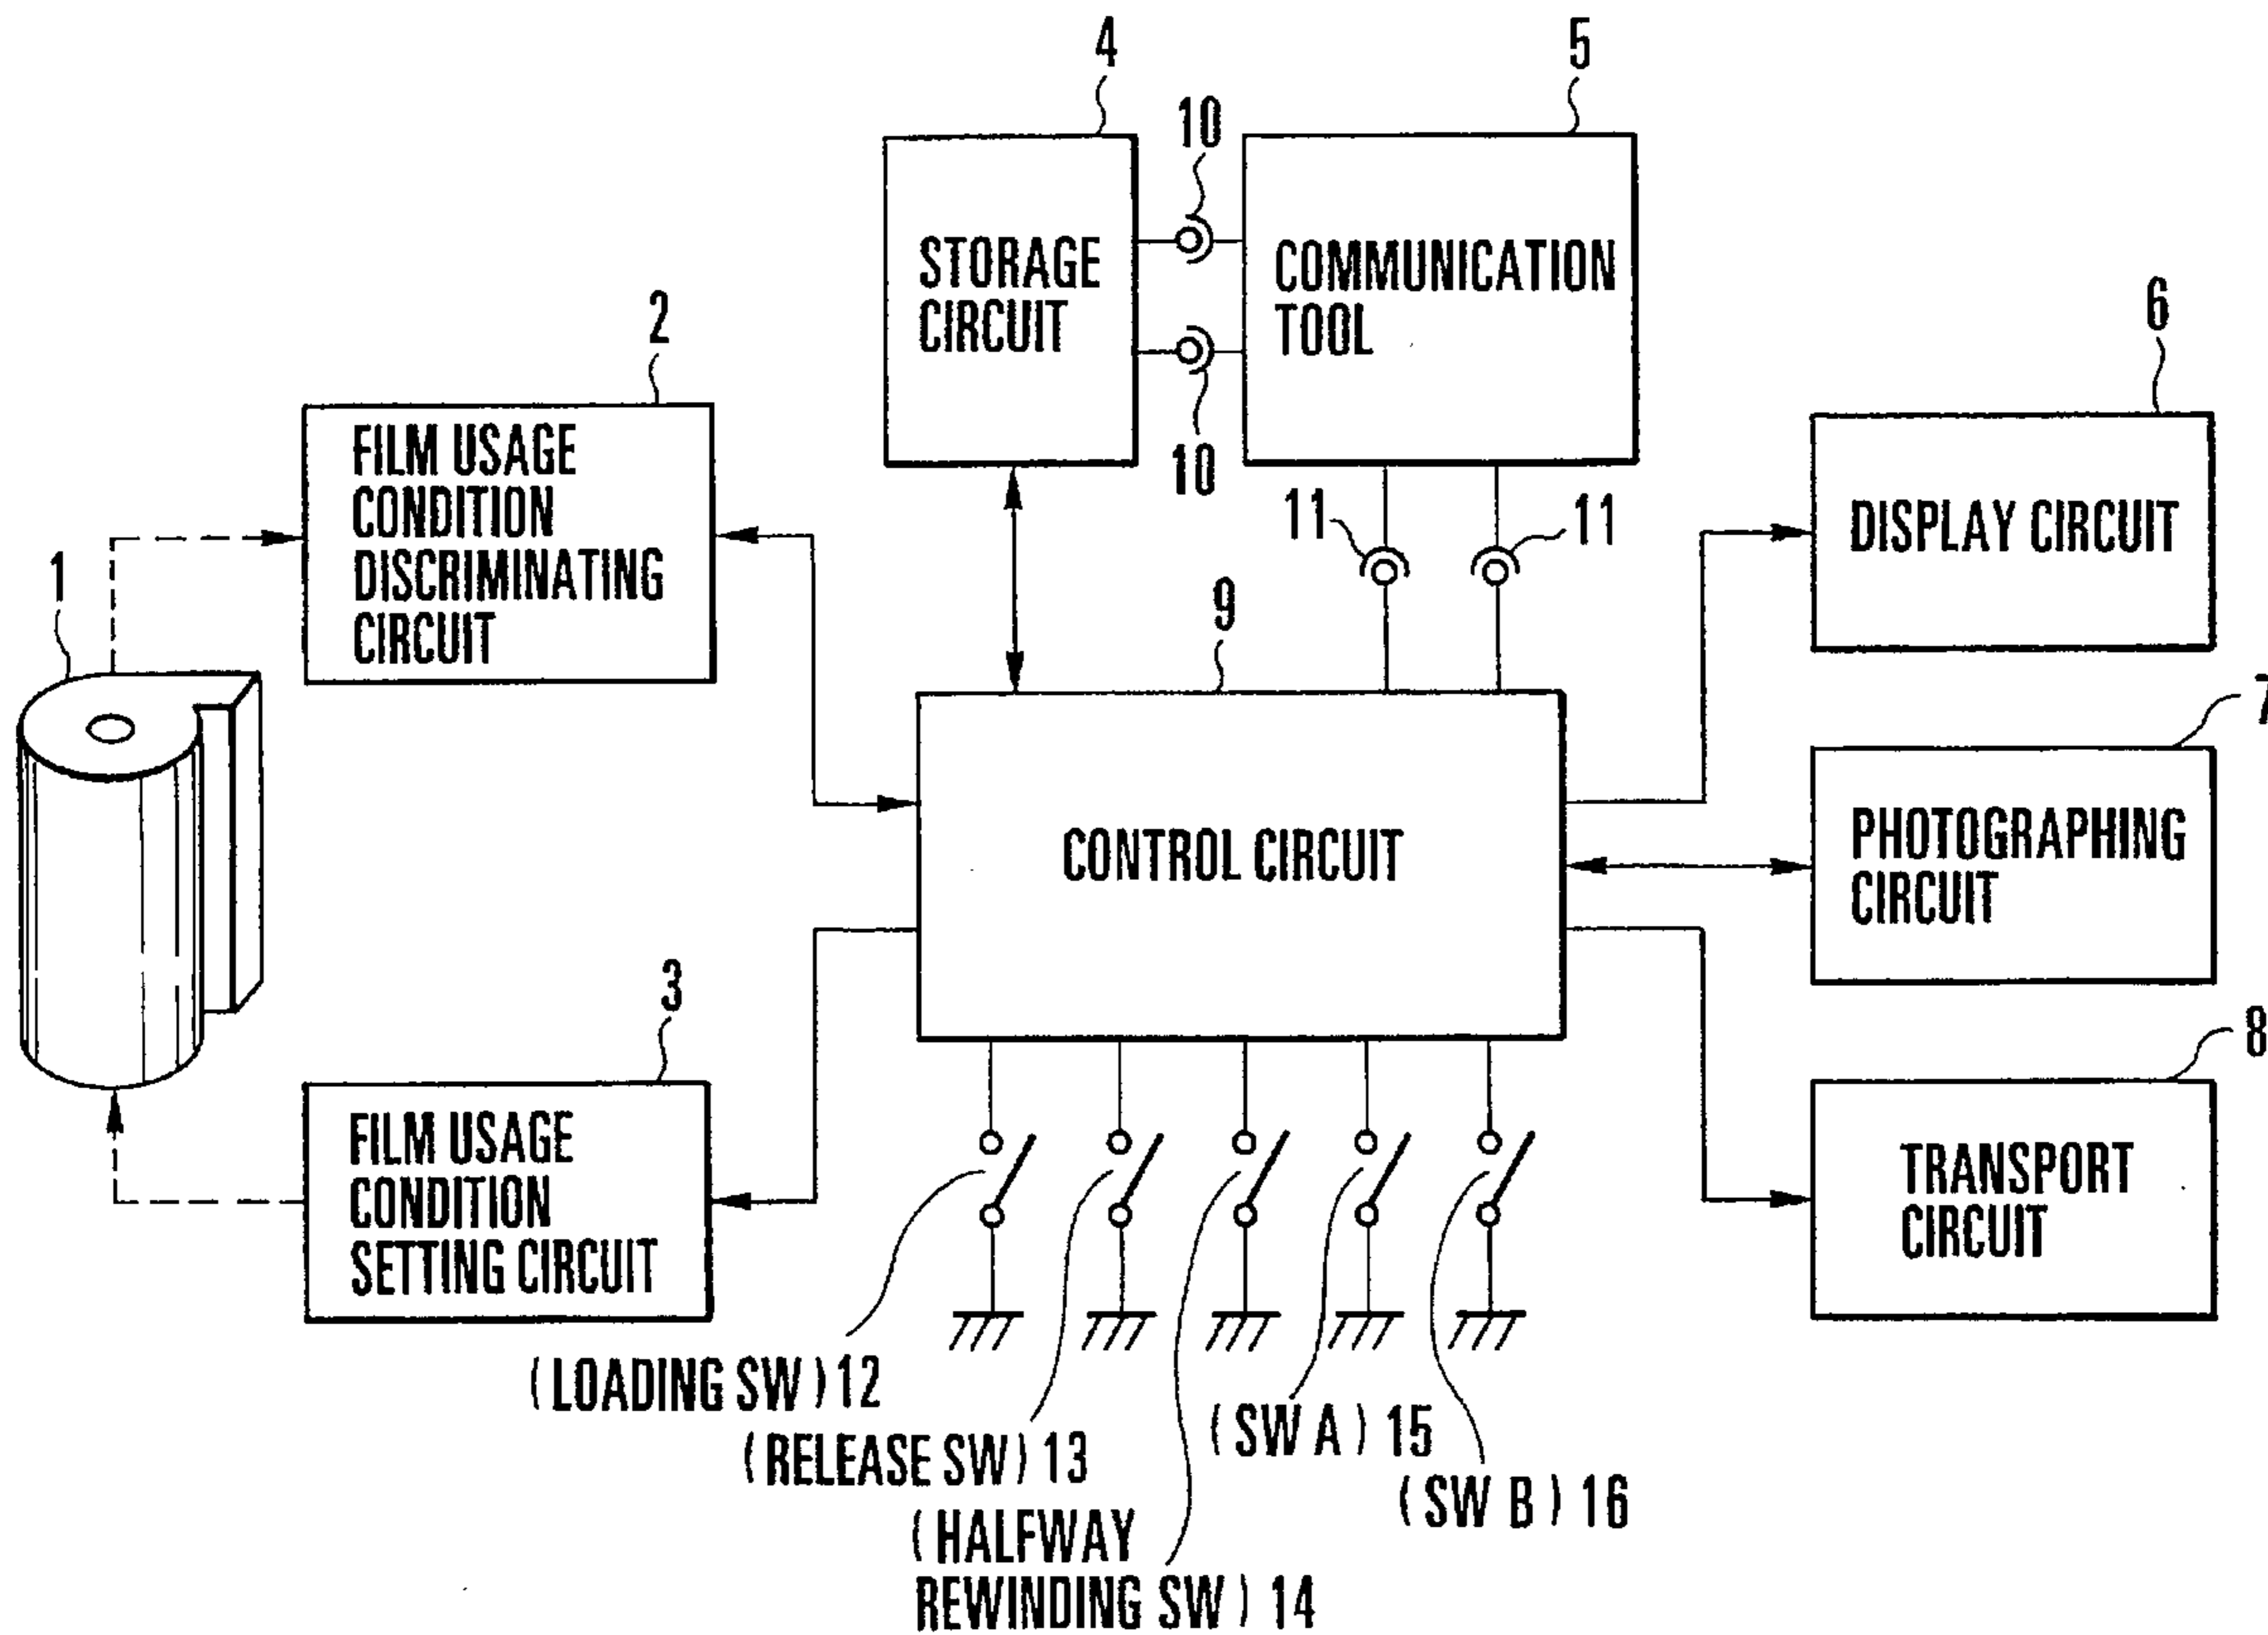 4
5
10
STORAGE
CIRCUIT
COMMUNICATION
TOOL
10
2
FILM USAGE
CONDITION
DISCRIMINATING
CIRCUIT
6
DISPLAY CIRCUIT
11
11
1
9
CONTROL CIRCUIT
7
PHOTOGRAPHING
CIRCUIT
3
FILM USAGE
CONDITION
SETTING CIRCUIT
8
TRANSPORT
CIRCUIT
(LOADING SW) 12
(RELEASE SW) 13
(HALFWAY
REWINDING SW) 14
(SW A) 15
(SW B) 16